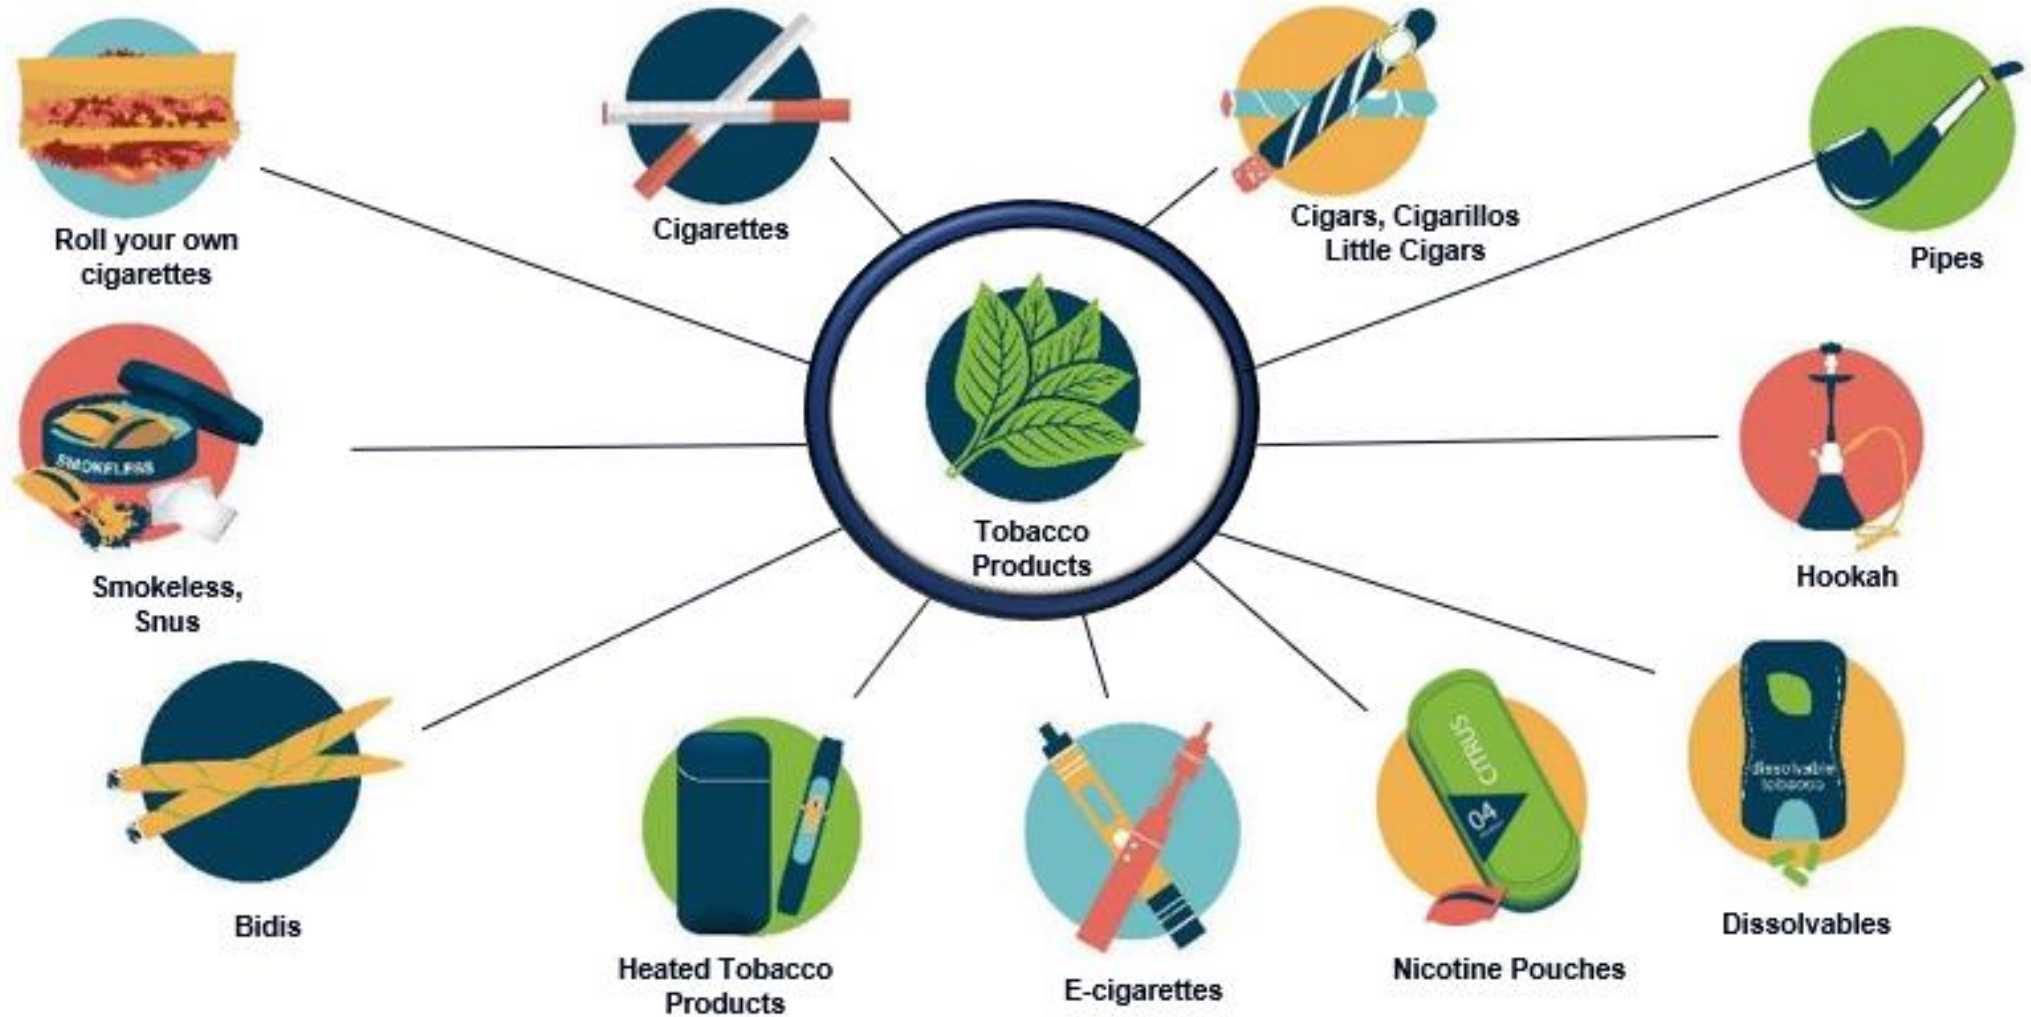 Roll your own
cigarettes
Cigarettes
Cigars, Cigarillos
Little Cigars
Pipes
SMOKELESS
Smokeless,
Snus
Tobacco
Products
Hookah
Bidis
Heated Tobacco
Products
E-cigarettes
CITRUS
04
Nicotine Pouches
dissolvable
tobacco
Dissolvables